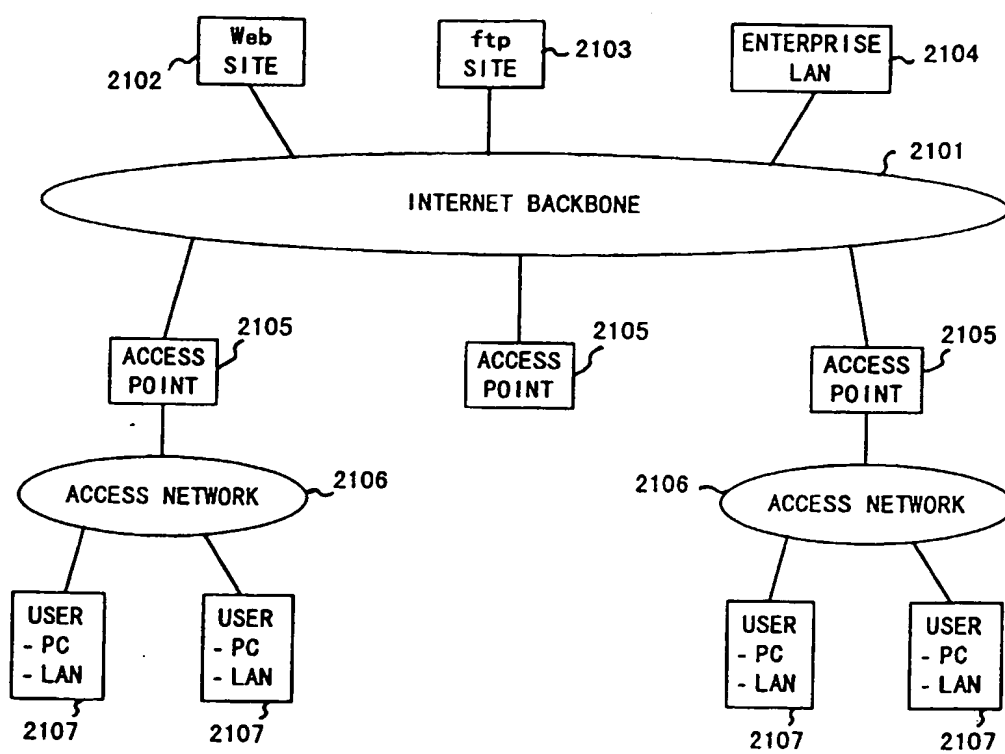 Web
SITE
2102
ftp
SITE
2103
ENTERPRISE
LAN
2104
2101
INTERNET BACKBONE
2105
ACCESS
POINT
2105
ACCESS
POINT
2105
ACCESS
POINT
2106
ACCESS NETWORK
2106
ACCESS NETWORK
USER
- PC
- LAN
2107
USER
- PC
- LAN
2107
USER
- PC
- LAN
2107
USER
- PC
- LAN
2107